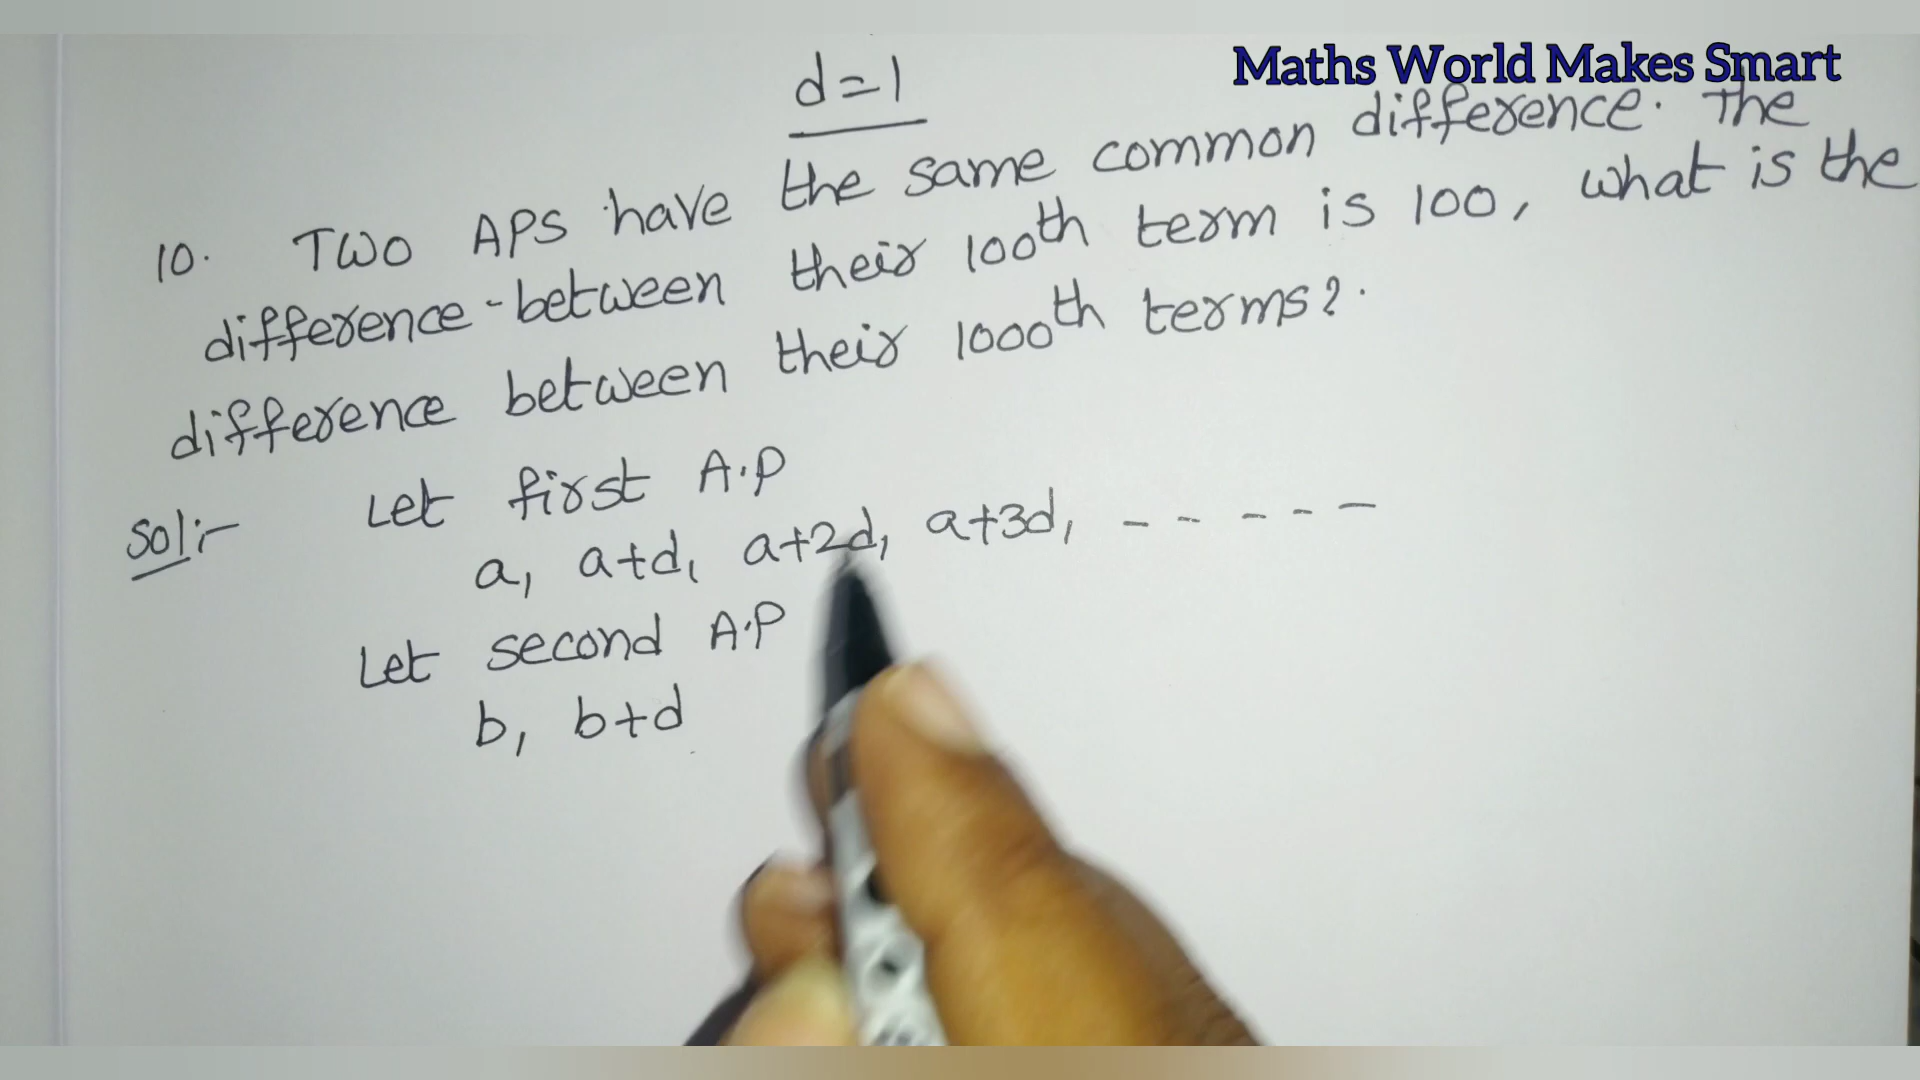 Maths World Makes Smart
d=1
10. Two APS have the same common difference. The
difference-between their 100th term is 100, what is the
difference between their 1000th terms?.
Sol:- Let first A.P
a, a+d, a+2d, a+3d, - - - - -
Let second A.P
b, b+d